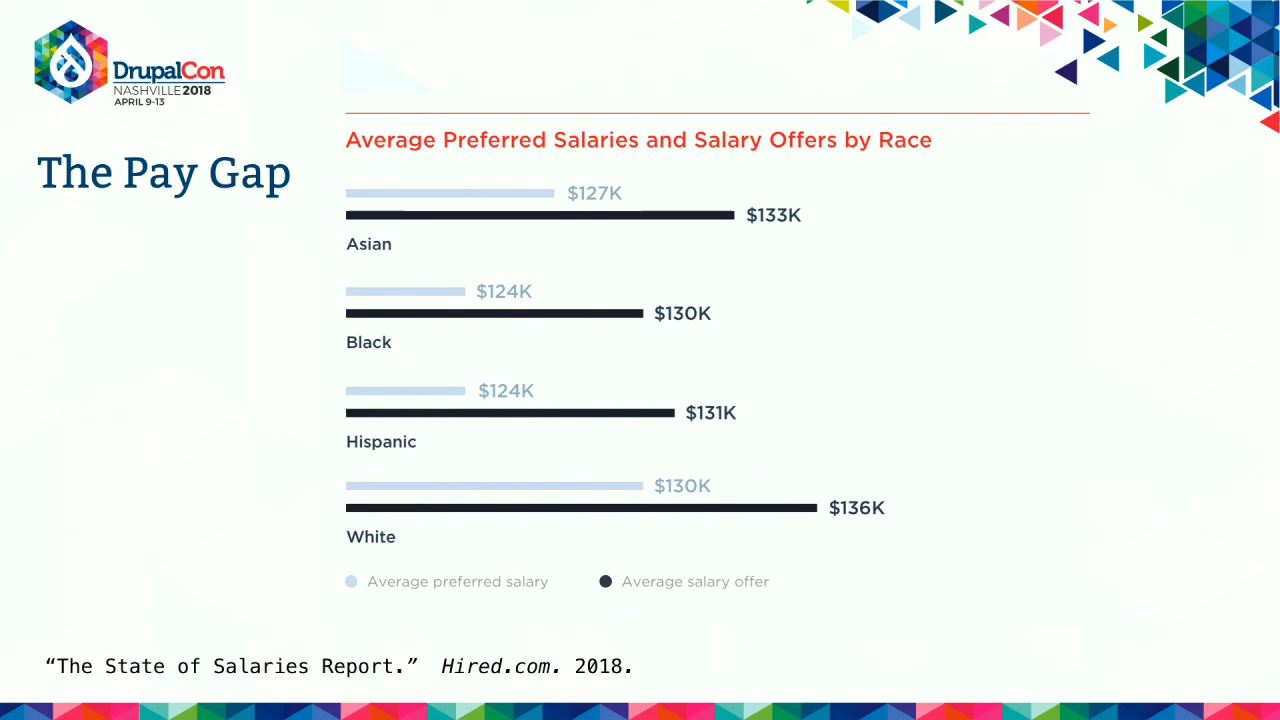 DrupalCon
NASHVILLE 2018
APRIL 9-13
The Pay Gap
Average Preferred Salaries and Salary Offers by Race
$127K
$133K
Asian
$124K
$130K
Black
$124K
$131K
Hispanic
$130K
$136K
White
Average preferred salary
Average salary offer
“The State of Salaries Report.” Hired.com. 2018.